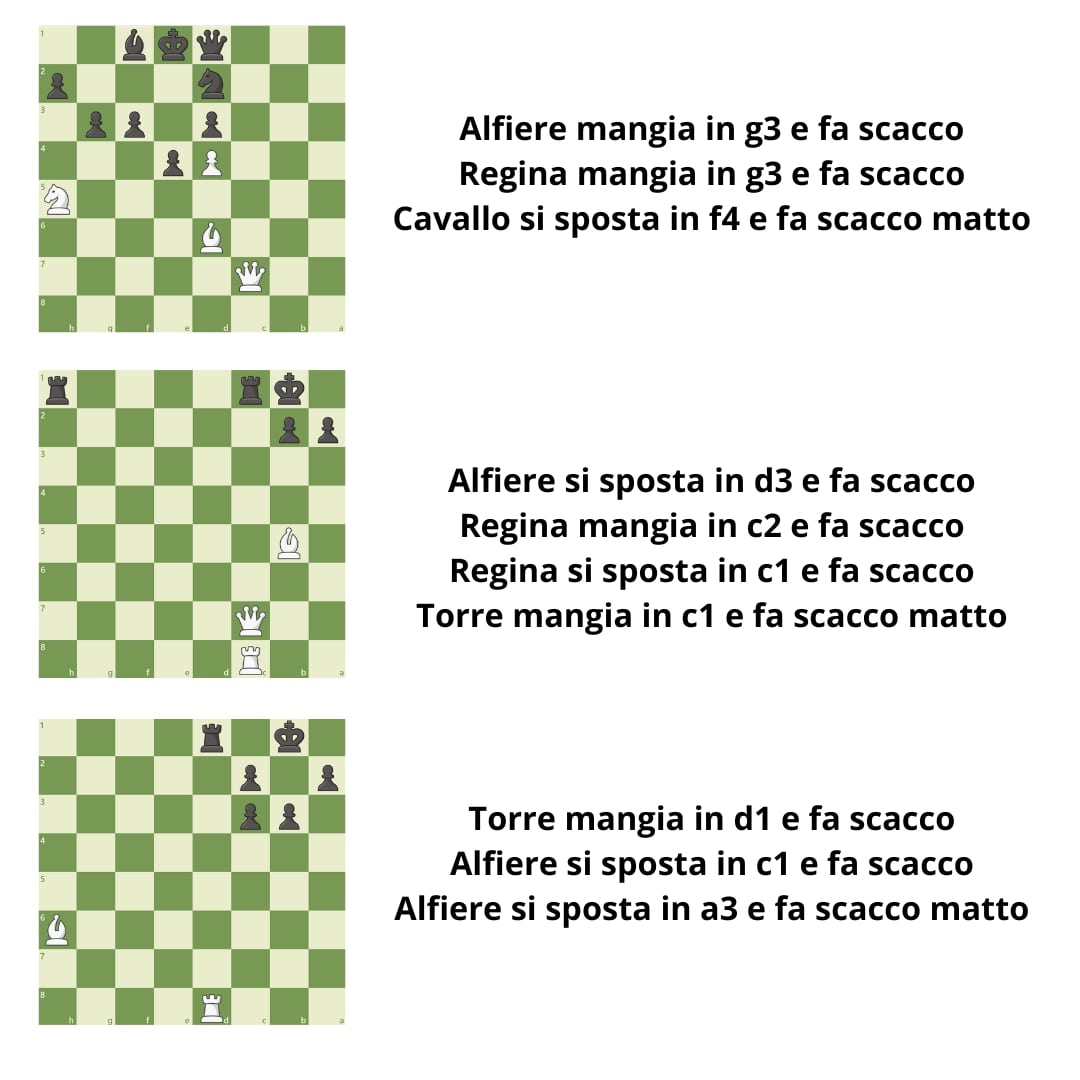 1
2
3
4
5
6
7
8
h g f e d c b a
Alfiere mangia in g3 e fa scacco
Regina mangia in g3 e fa scacco
Cavallo si sposta in f4 e fa scacco matto
1
2
3
4
5
6
7
8
h g f e d c b a
Alfiere si sposta in d3 e fa scacco
Regina mangia in c2 e fa scacco
Regina si sposta in c1 e fa scacco
Torre mangia in c1 e fa scacco matto
1
2
3
4
5
6
7
8
h g f e d c b a
Torre mangia in d1 e fa scacco
Alfiere si sposta in c1 e fa scacco
Alfiere si sposta in a3 e fa scacco matto